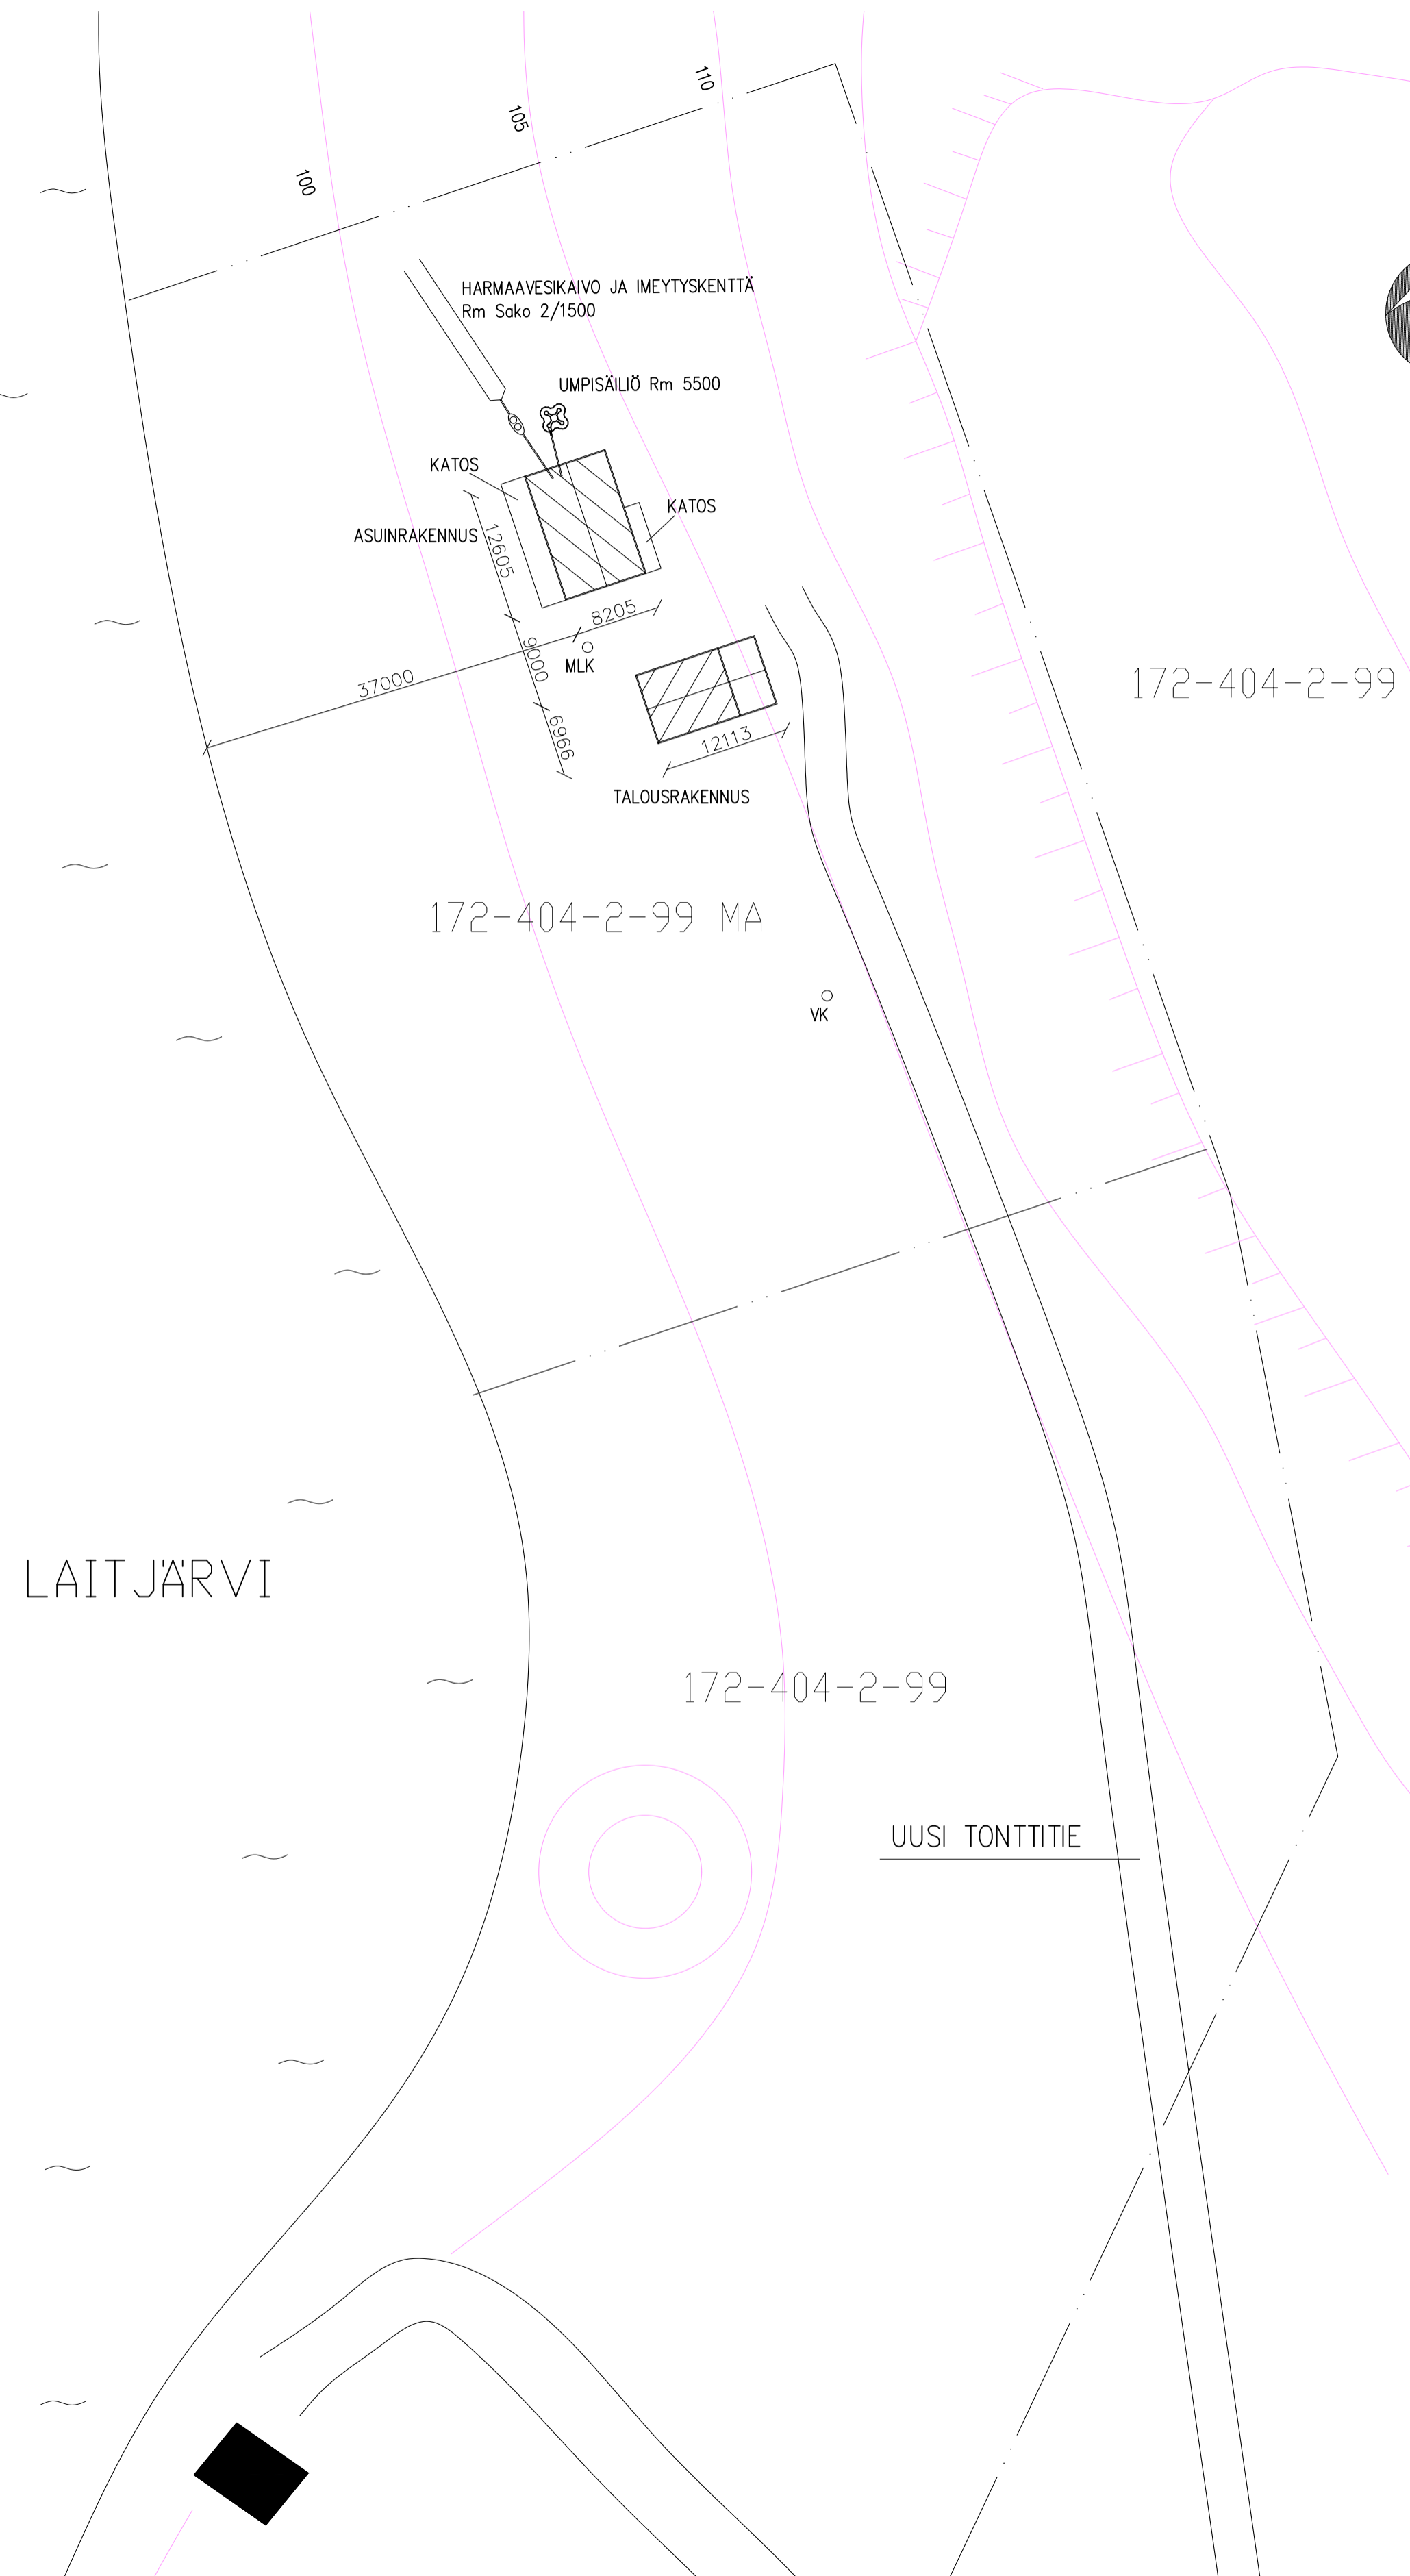 110
105
100
HARMAAVESIKAIVO JA IMEYTYSKENTTÄ
Rm Sako 2/1500
UMPISÄILIÖ Rm 5500
KATOS
KATOS
ASUINRAKENNUS
12605
8205
9000
MLK
37000
6966
12113
TALOUSRAKENNUS
172-404-2-99
172-404-2-99 MA
VK
LAITJÄRVI
172-404-2-99
UUSI TONTTITIE